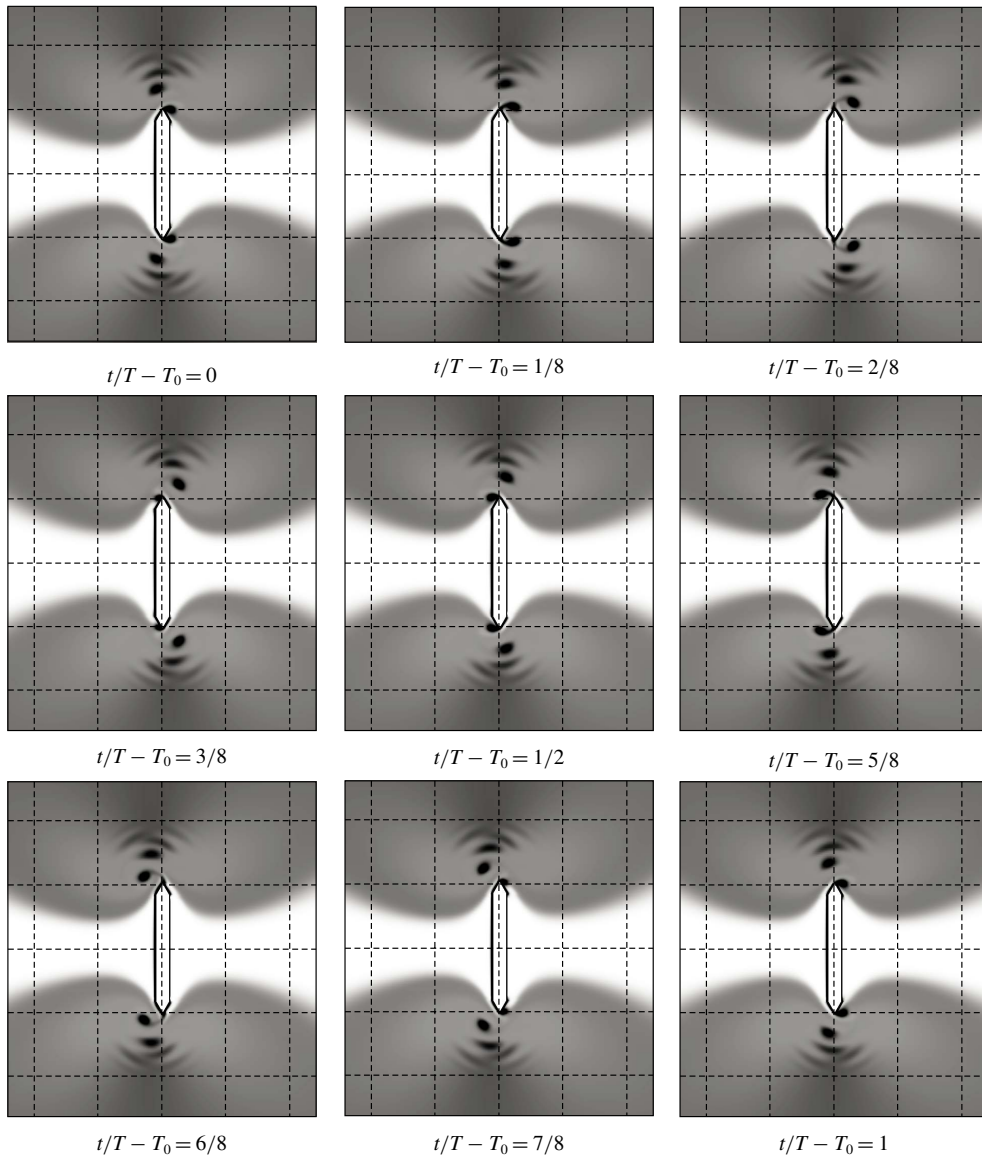 t/T − T₀ = 0
t/T − T₀ = 1/8
t/T − T₀ = 2/8
t/T − T₀ = 3/8
t/T − T₀ = 1/2
t/T − T₀ = 5/8
t/T − T₀ = 6/8
t/T − T₀ = 7/8
t/T − T₀ = 1